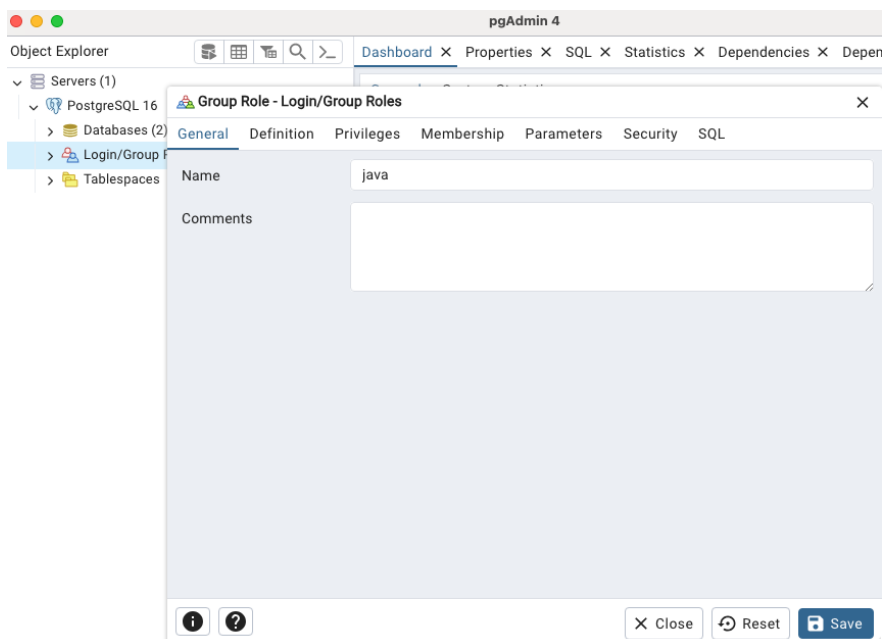 pgAdmin 4
Object Explorer
Dashboard Properties SQL Statistics Dependencies Depen
Servers (1)
PostgreSQL 16
Databases (2)
Login/Group
Tablespaces
Group Role - Login/Group Roles
General Definition Privileges Membership Parameters Security SQL
Name java
Comments
Close Reset Save